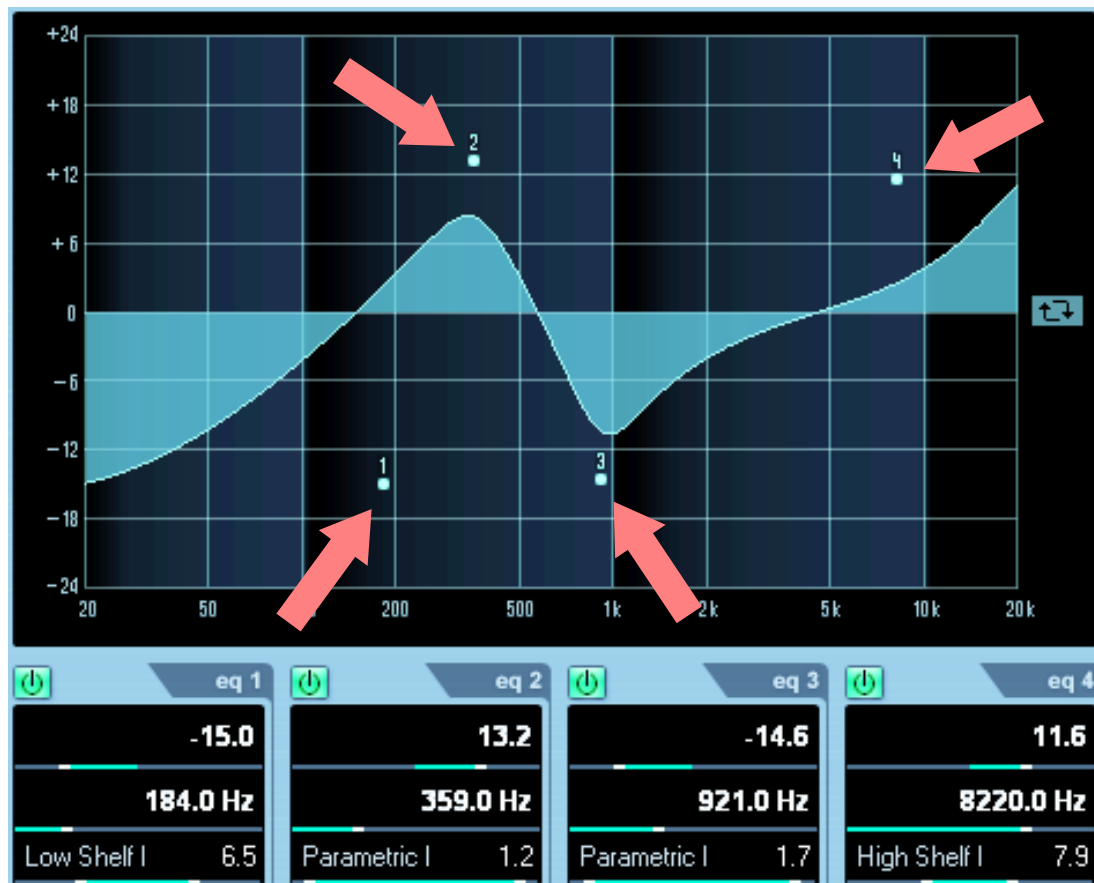 +24
+18
+12
+6
0
-6
-12
-18
-24
2
4
1
3
20 50 200 500 1k 2k 5k 10k 20k
eq 1 eq 2 eq 3 eq 4
-15.0 13.2 -14.6 11.6
184.0 Hz 359.0 Hz 921.0 Hz 8220.0 Hz
Low Shelf I 6.5 Parametric I 1.2 Parametric I 1.7 High Shelf I 7.9